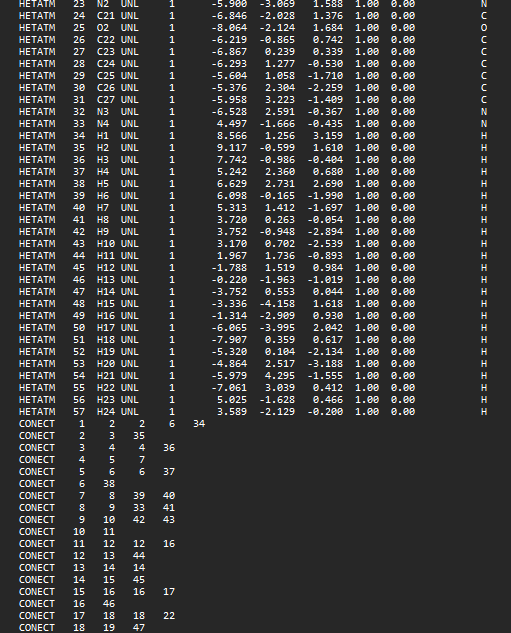 HETATM 23 N2 UNL 1 -5.900 -3.069 1.588 1.00 0.00 N
HETATM 24 C21 UNL 1 -6.846 -2.028 1.376 1.00 0.00 C
HETATM 25 O2 UNL 1 -8.064 -2.124 1.684 1.00 0.00 O
HETATM 26 C22 UNL 1 -6.219 -0.865 0.742 1.00 0.00 C
HETATM 27 C23 UNL 1 -6.867 0.239 0.339 1.00 0.00 C
HETATM 28 C24 UNL 1 -6.293 1.277 -0.530 1.00 0.00 C
HETATM 29 C25 UNL 1 -5.604 1.058 -1.710 1.00 0.00 C
HETATM 30 C26 UNL 1 -5.376 2.304 -2.259 1.00 0.00 C
HETATM 31 C27 UNL 1 -5.958 3.223 -1.409 1.00 0.00 C
HETATM 32 N3 UNL 1 -6.528 2.591 -0.367 1.00 0.00 N
HETATM 33 N4 UNL 1 4.497 -1.666 -0.435 1.00 0.00 N
HETATM 34 H1 UNL 1 8.566 1.256 3.159 1.00 0.00 H
HETATM 35 H2 UNL 1 9.117 -0.599 1.610 1.00 0.00 H
HETATM 36 H3 UNL 1 7.742 -0.986 -0.404 1.00 0.00 H
HETATM 37 H4 UNL 1 5.242 2.360 0.680 1.00 0.00 H
HETATM 38 H5 UNL 1 6.629 2.731 2.690 1.00 0.00 H
HETATM 39 H6 UNL 1 6.098 -0.165 -1.990 1.00 0.00 H
HETATM 40 H7 UNL 1 5.313 1.412 -1.697 1.00 0.00 H
HETATM 41 H8 UNL 1 3.720 0.263 -0.054 1.00 0.00 H
HETATM 42 H9 UNL 1 3.752 -0.948 -2.894 1.00 0.00 H
HETATM 43 H10 UNL 1 3.170 0.702 -2.539 1.00 0.00 H
HETATM 44 H11 UNL 1 1.967 1.736 -0.893 1.00 0.00 H
HETATM 45 H12 UNL 1 -1.788 1.519 0.984 1.00 0.00 H
HETATM 46 H13 UNL 1 -0.220 -1.963 -1.019 1.00 0.00 H
HETATM 47 H14 UNL 1 -3.752 0.553 0.044 1.00 0.00 H
HETATM 48 H15 UNL 1 -3.336 -4.158 1.618 1.00 0.00 H
HETATM 49 H16 UNL 1 -1.314 -2.909 0.930 1.00 0.00 H
HETATM 50 H17 UNL 1 -6.065 -3.995 2.042 1.00 0.00 H
HETATM 51 H18 UNL 1 -7.907 0.359 0.617 1.00 0.00 H
HETATM 52 H19 UNL 1 -5.320 0.104 -2.134 1.00 0.00 H
HETATM 53 H20 UNL 1 -4.864 2.517 -3.188 1.00 0.00 H
HETATM 54 H21 UNL 1 -5.979 4.295 -1.555 1.00 0.00 H
HETATM 55 H22 UNL 1 -7.061 3.039 0.412 1.00 0.00 H
HETATM 56 H23 UNL 1 5.025 -1.628 0.466 1.00 0.00 H
HETATM 57 H24 UNL 1 3.589 -2.129 -0.200 1.00 0.00 H
CONECT 1 2 2 6 34
CONECT 2 3 35
CONECT 3 4 4 36
CONECT 4 5 7
CONECT 5 6 6 37
CONECT 6 38
CONECT 7 8 39 40
CONECT 8 9 33 41
CONECT 9 10 42 43
CONECT 10 11
CONECT 11 12 12 16
CONECT 12 13 44
CONECT 13 14 14
CONECT 14 15 45
CONECT 15 16 16 17
CONECT 16 46
CONECT 17 18 18 22
CONECT 18 19 47